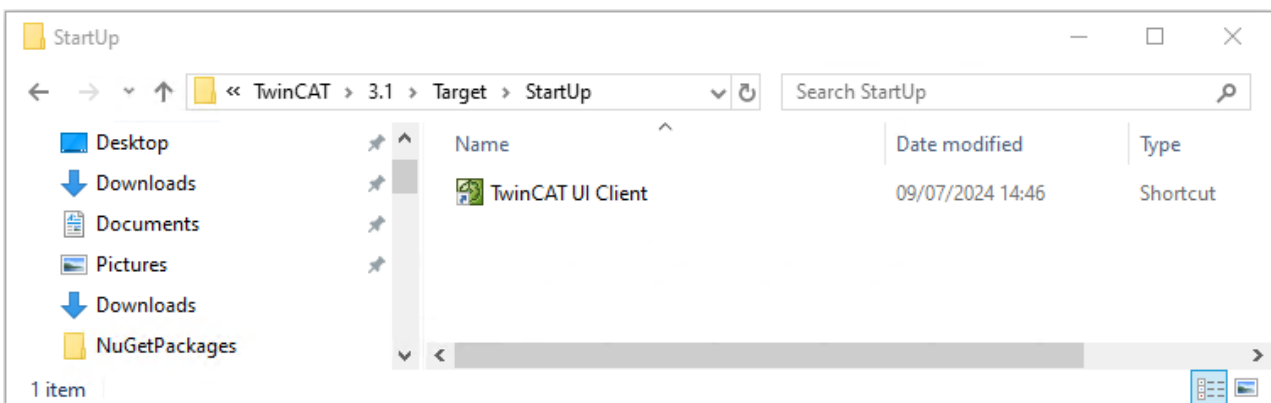 StartUp
« TwinCAT > 3.1 > Target > StartUp
Search StartUp
Desktop
Downloads
Documents
Pictures
Downloads
NuGetPackages
Name
Date modified
Type
TwinCAT UI Client
09/07/2024 14:46
Shortcut
1 item